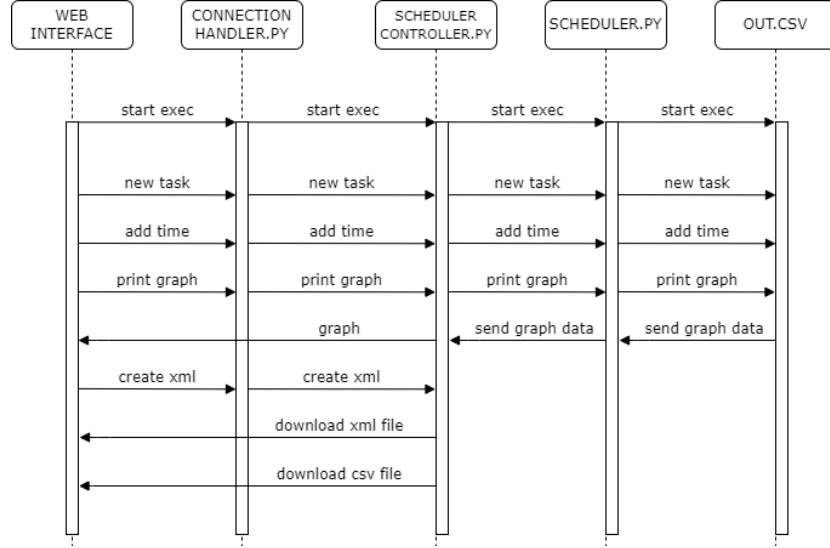 WEB
INTERFACE
CONNECTION
HANDLER.PY
SCHEDULER
CONTROLLER.PY
SCHEDULER.PY
OUT.CSV
start exec start exec start exec start exec
new task new task new task new task
add time add time add time add time
print graph print graph print graph print graph
graph send graph data send graph data
create xml create xml
download xml file
download csv file